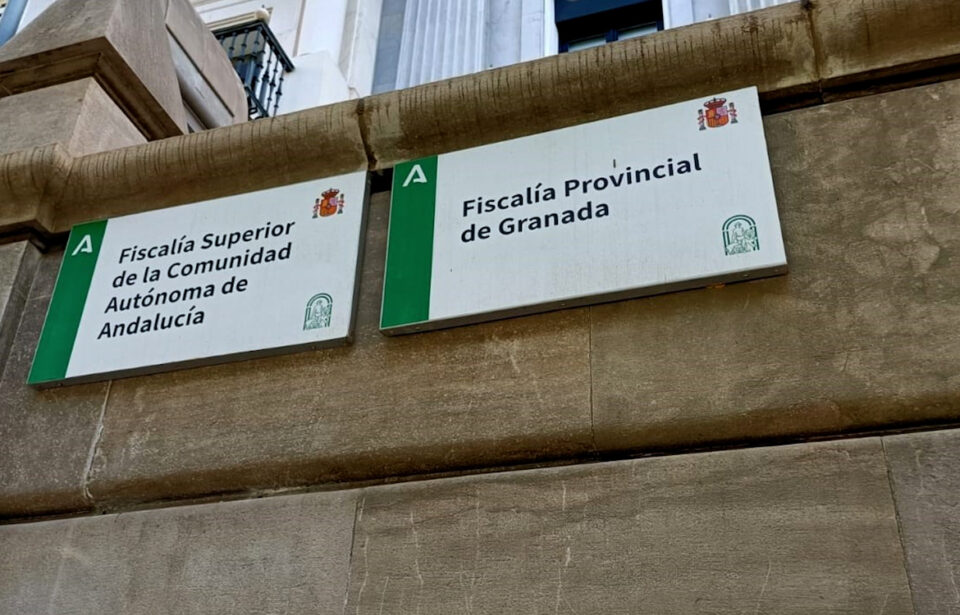 A
Fiscalía Superior
de la Comunidad
Autónoma de
Andalucía
A
Fiscalía Provincial
de Granada